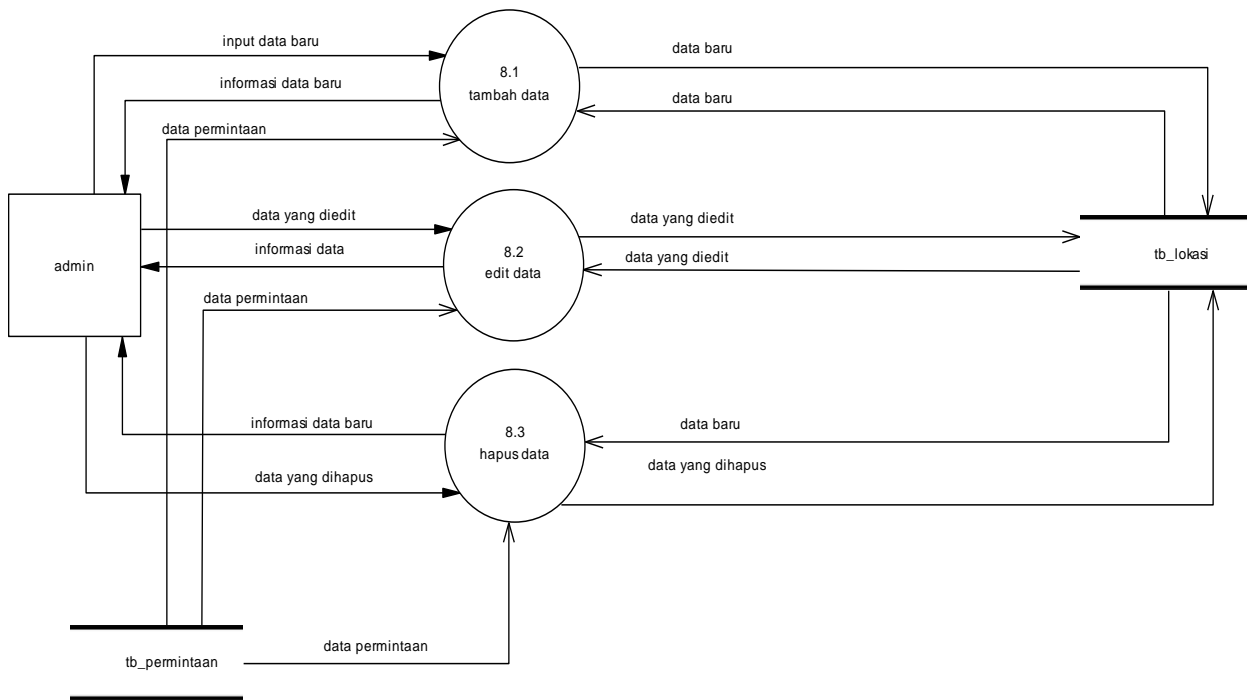 input data baru
data baru
8.1
tambah data
informasi data baru
data baru
data permintaan
data yang diedit
data yang diedit
admin
informasi data
8.2
edit data
data yang diedit
tb_lokasi
data permintaan
informasi data baru
8.3
hapus data
data baru
data yang dihapus
data yang dihapus
data permintaan
tb_permintaan